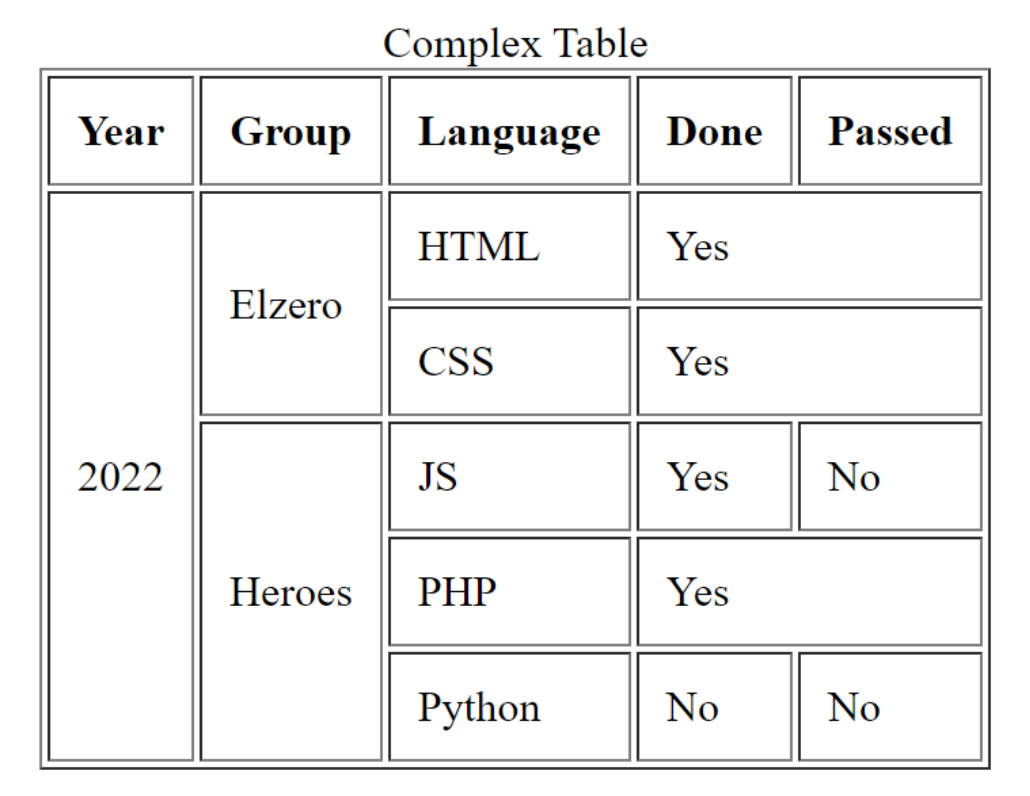 Complex Table
Year Group Language Done Passed
2022 Elzero HTML Yes
CSS Yes
Heroes JS Yes No
PHP Yes
Python No No